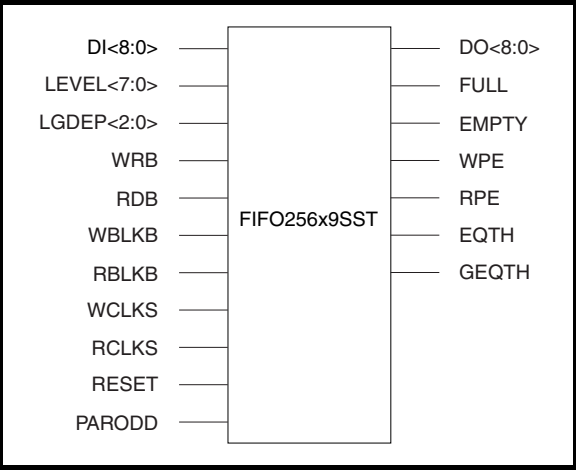 DI<8:0>
LEVEL<7:0>
LGDEP<2:0>
WRB
RDB
WBLKB
RBLKB
WCLKS
RCLKS
RESET
PARODD
FIFO256x9SST
DO<8:0>
FULL
EMPTY
WPE
RPE
EQTH
GEQTH